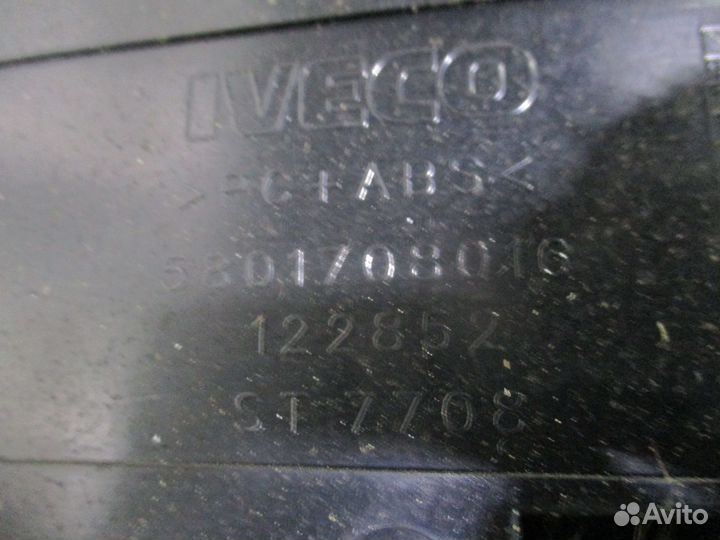 IVECO
>PC+ABS<
5801708016
122852
ST 7708
Avito